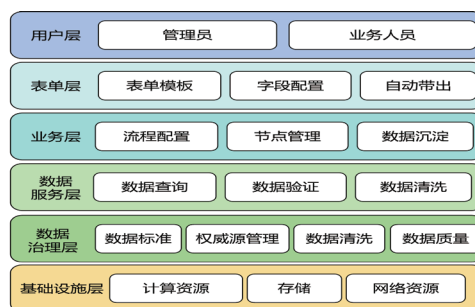 用户层 管理员 业务人员
表单层 表单模板 字段配置 自动带出
业务层 流程配置 节点管理 数据沉淀
数据
服务层 数据查询 数据验证 数据清洗
数据
治理层 数据标准 权威源管理 数据清洗 数据质量
基础设施层 计算资源 存储 网络资源